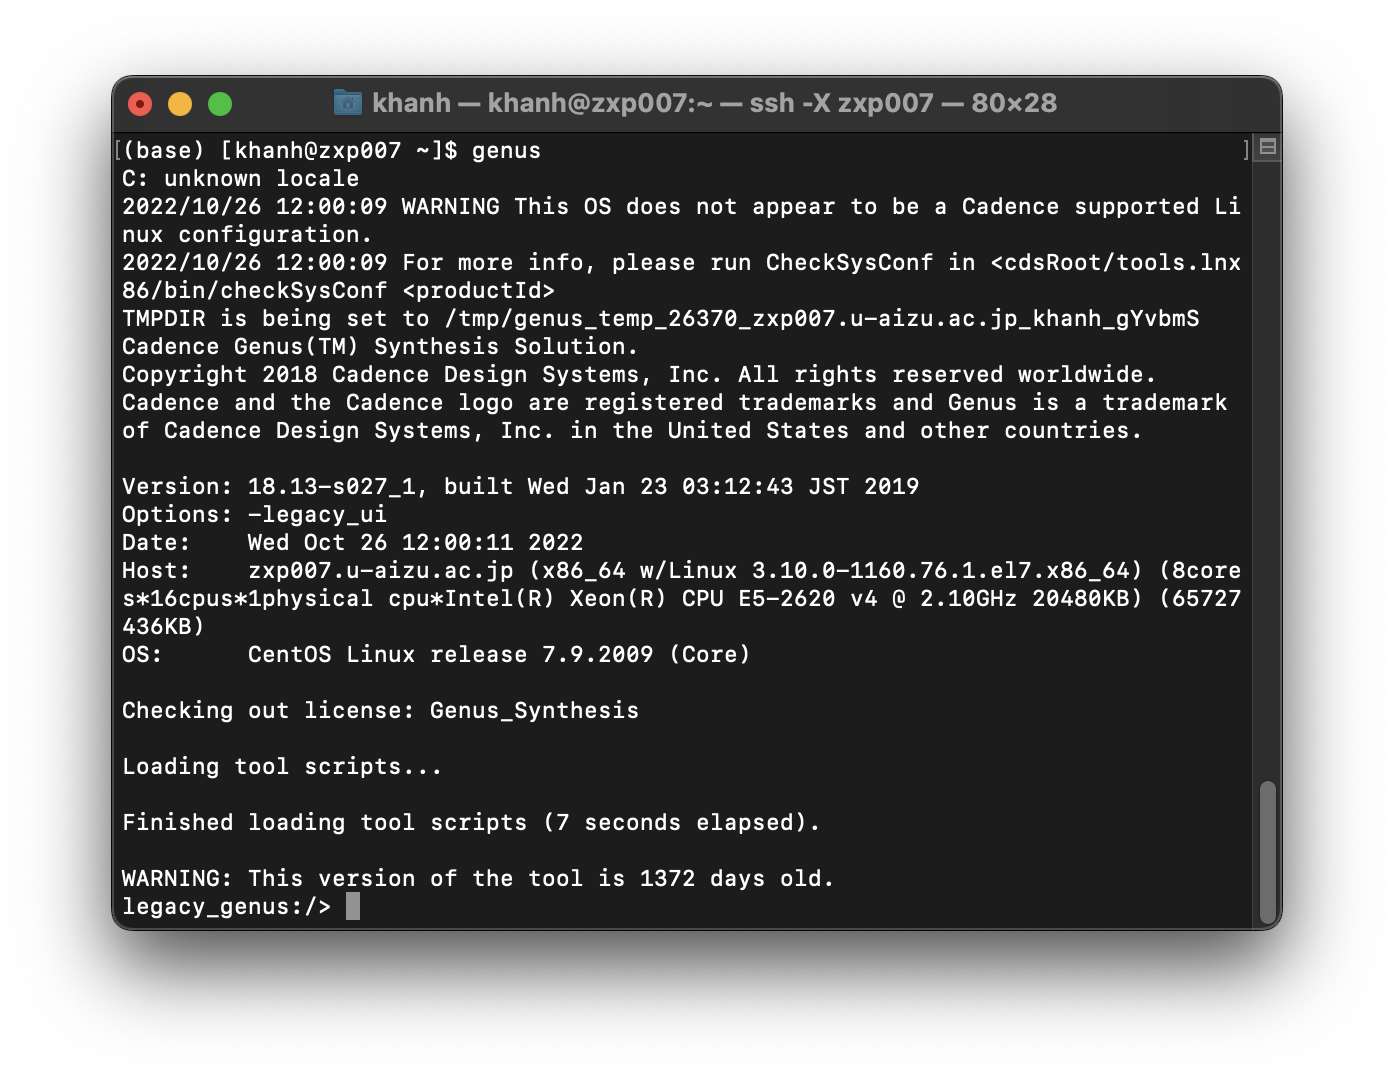 khanh — khanh@zxp007:~ — ssh -X zxp007 — 80×28
[(base) [khanh@zxp007 ~]$ genus ]
C: unknown locale
2022/10/26 12:00:09 WARNING This OS does not appear to be a Cadence supported Li
nux configuration.
2022/10/26 12:00:09 For more info, please run CheckSysConf in <cdsRoot/tools.lnx
86/bin/checkSysConf <productId>
TMPDIR is being set to /tmp/genus_temp_26370_zxp007.u-aizu.ac.jp_khanh_gYvbmS
Cadence Genus(TM) Synthesis Solution.
Copyright 2018 Cadence Design Systems, Inc. All rights reserved worldwide.
Cadence and the Cadence logo are registered trademarks and Genus is a trademark
of Cadence Design Systems, Inc. in the United States and other countries.
Version: 18.13-s027_1, built Wed Jan 23 03:12:43 JST 2019
Options: -legacy_ui
Date:    Wed Oct 26 12:00:11 2022
Host:    zxp007.u-aizu.ac.jp (x86_64 w/Linux 3.10.0-1160.76.1.el7.x86_64) (8core
s*16cpus*1physical cpu*Intel(R) Xeon(R) CPU E5-2620 v4 @ 2.10GHz 20480KB) (65727
436KB)
OS:      CentOS Linux release 7.9.2009 (Core)
Checking out license: Genus_Synthesis
Loading tool scripts...
Finished loading tool scripts (7 seconds elapsed).
WARNING: This version of the tool is 1372 days old.
legacy_genus:/>